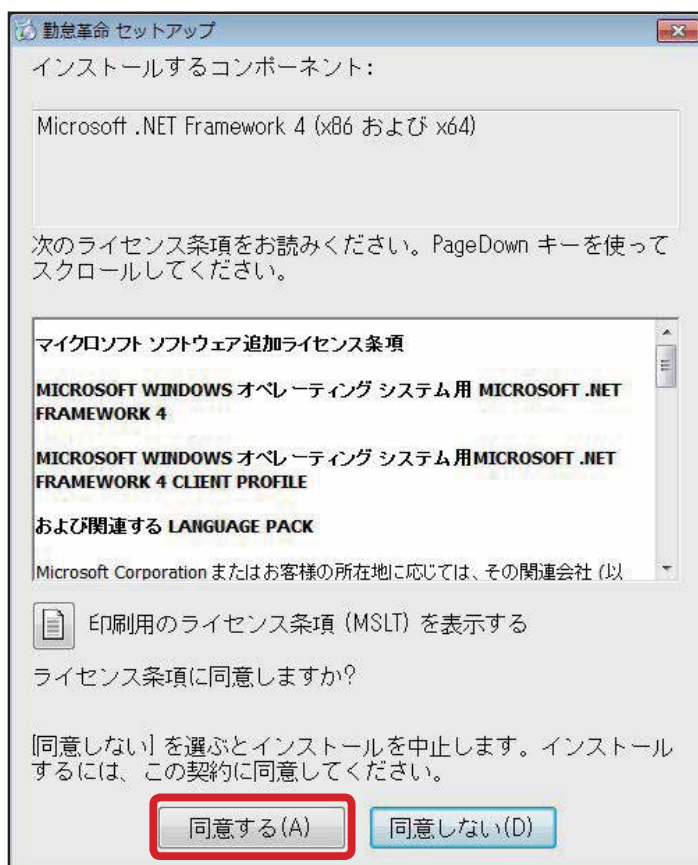 勤怠革命 セットアップ
インストールするコンポーネント:
Microsoft .NET Framework 4 (x86 および x64)
次のライセンス条項をお読みください。PageDown キーを使って
スクロールしてください。
マイクロソフト ソフトウェア追加ライセンス条項
MICROSOFT WINDOWS オペレーティング システム用 MICROSOFT .NET
FRAMEWORK 4
MICROSOFT WINDOWS オペレーティング システム用MICROSOFT .NET
FRAMEWORK 4 CLIENT PROFILE
および関連する LANGUAGE PACK
Microsoft Corporation またはお客様の所在地に応じては、その関連会社 (以
印刷用のライセンス条項 (MSLT) を表示する
ライセンス条項に同意しますか?
[同意しない] を選ぶとインストールを中止します。インストール
するには、この契約に同意してください。
同意する(A) 同意しない(D)